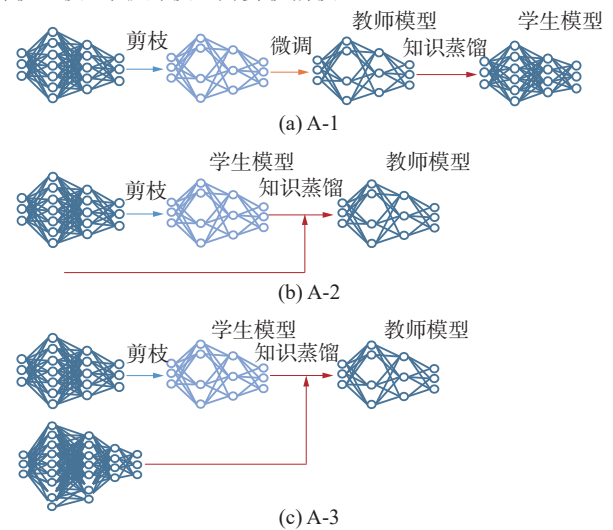 教师模型 学生模型
剪枝 微调 知识蒸馏
(a) A-1
学生模型 教师模型
剪枝 知识蒸馏
(b) A-2
学生模型 教师模型
剪枝 知识蒸馏
(c) A-3